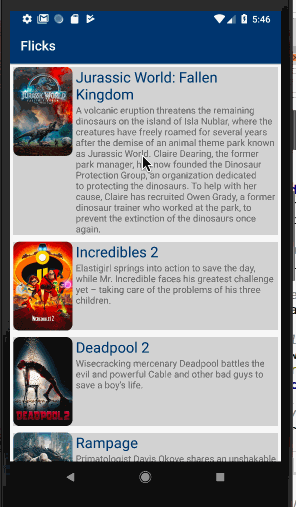 5:46
Flicks
Jurassic World: Fallen
Kingdom
A volcanic eruption threatens the remaining
dinosaurs on the island of Isla Nublar, where the
creatures have freely roamed for several years
after the demise of an animal theme park known
as Jurassic World. Claire Dearing, the former
park manager, has now founded the Dinosaur
Protection Group, an organization dedicated
to protecting the dinosaurs. To help with her
cause, Claire has recruited Owen Grady, a former
dinosaur trainer who worked at the park, to
prevent the extinction of the dinosaurs once
again.
JURASSIC WORLD
Incredibles 2
Elastigirl springs into action to save the day,
while Mr. Incredible faces his greatest challenge
yet – taking care of the problems of his three
children.
INCREDIBLES 2
Deadpool 2
Wisecracking mercenary Deadpool battles the
evil and powerful Cable and other bad guys to
save a boy's life.
DEADPOOL 2
Rampage
Primatologist Davis Okoye shares an unshakable